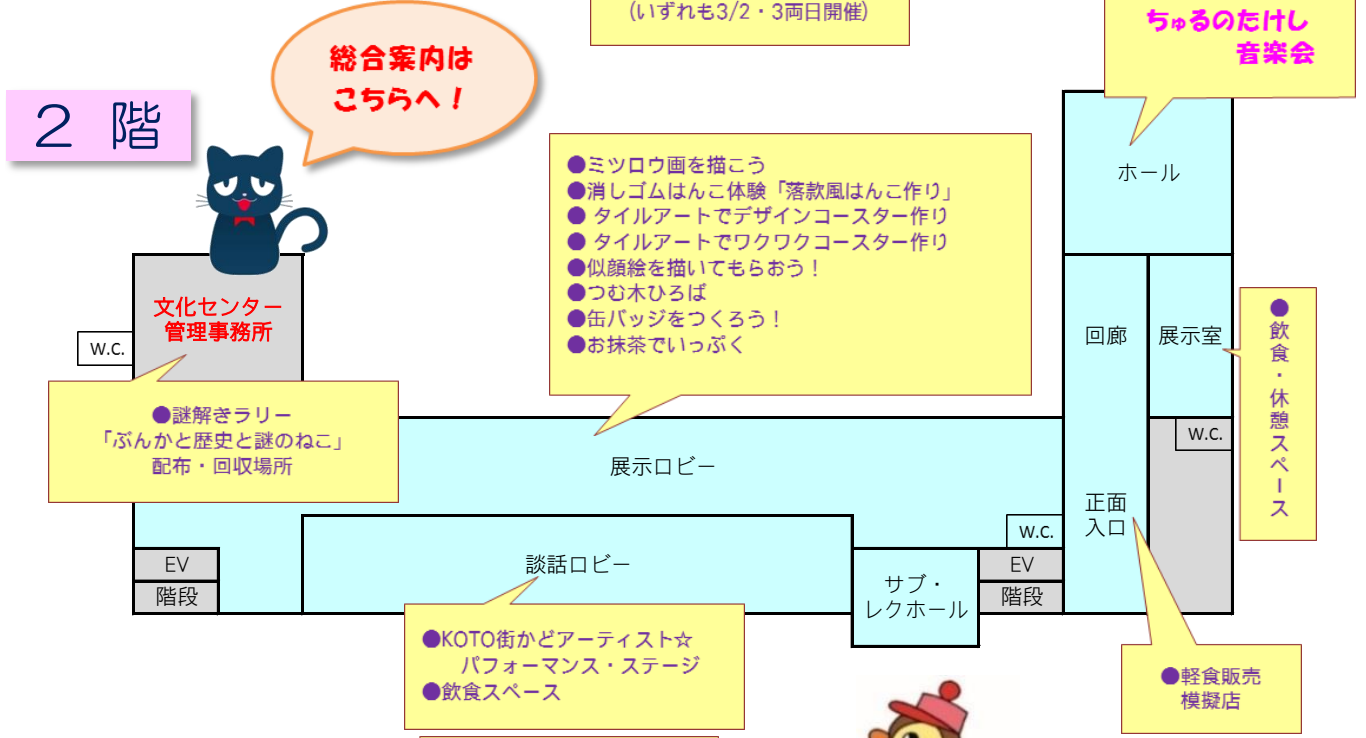 (いずれも3/2・3両日開催)
ちゅるのたけし
音楽会
総合案内は
こちらへ!
2 階
●ミツロウ画を描こう
●消しゴムはんこ体験「落款風はんこ作り」
● タイルアートでデザインコースター作り
● タイルアートでワクワクコースター作り
●似顔絵を描いてもらおう!
●つむ木ひろば
●缶バッジをつくろう!
●お抹茶でいっぷく
ホール
文化センター
管理事務所
W.C.
回廊
展示室
●飲食・休憩スペース
●謎解きラリー
「ぶんかと歴史と謎のねこ」
配布・回収場所
W.C.
展示ロビー
正面
入口
W.C.
EV
階段
談話ロビー
サブ・
レクホール
EV
階段
●KOTO街かどアーティスト☆
パフォーマンス・ステージ
●飲食スペース
●軽食販売
模擬店